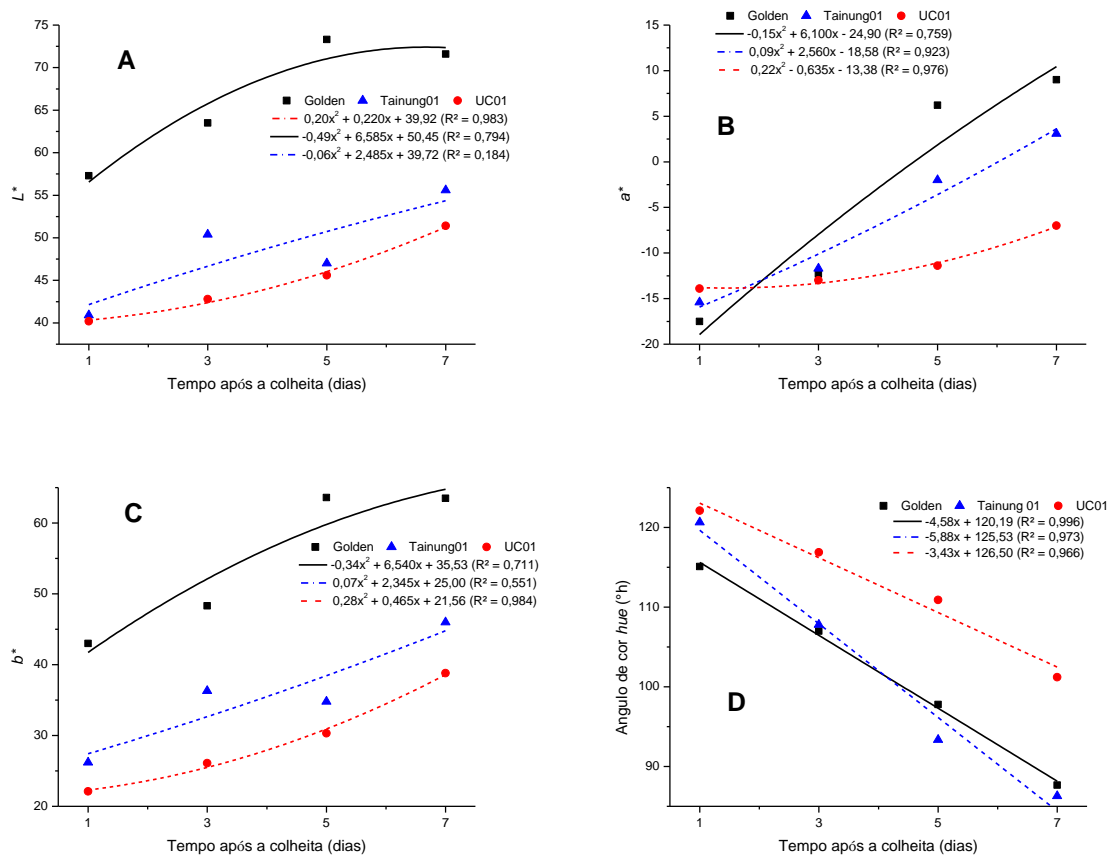 A
75
70
65
60
55
50
45
40
L*
Golden Tainung01 UC01
0,20x² + 0,220x + 39,92 (R² = 0,983)
-0,49x² + 6,585x + 50,45 (R² = 0,794)
-0,06x² + 2,485x + 39,72 (R² = 0,184)
1 3 5 7
Tempo após a colheita (dias)
Golden Tainung01 UC01
-0,15x² + 6,100x - 24,90 (R² = 0,759)
0,09x² + 2,560x - 18,58 (R² = 0,923)
0,22x² - 0,635x - 13,38 (R² = 0,976)
B
15
10
5
0
-5
-10
-15
-20
a*
1 3 5 7
Tempo após a colheita (dias)
C
60
50
40
30
20
b*
Golden Tainung01 UC01
-0,34x² + 6,540x + 35,53 (R² = 0,711)
0,07x² + 2,345x + 25,00 (R² = 0,551)
0,28x² + 0,465x + 21,56 (R² = 0,984)
1 3 5 7
Tempo após a colheita (dias)
Golden Tainung 01 UC01
-4,58x + 120,19 (R² = 0,996)
-5,88x + 125,53 (R² = 0,973)
-3,43x + 126,50 (R² = 0,966)
D
120
110
100
90
Angulo de cor hue (°h)
1 3 5 7
Tempo após a colheita (dias)